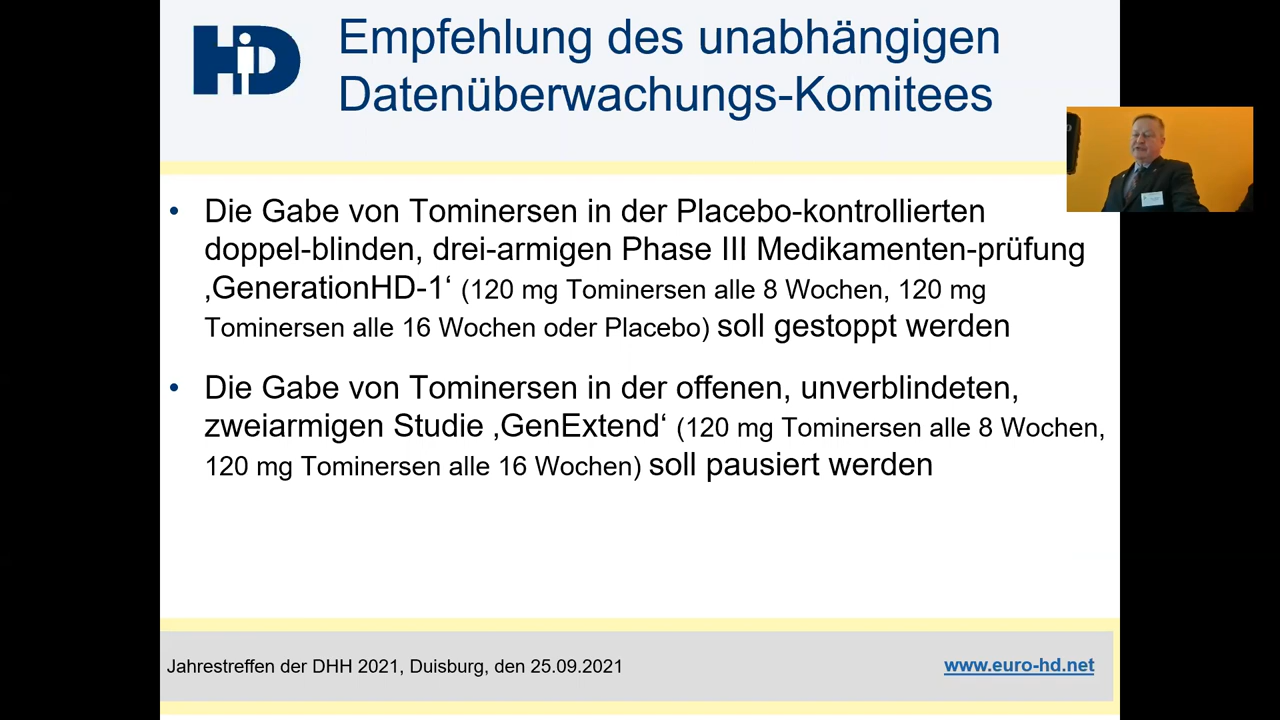 HD
Empfehlung des unabhängigen
Datenüberwachungs-Komitees
• Die Gabe von Tominersen in der Placebo-kontrollierten
doppel-blinden, drei-armigen Phase III Medikamenten-prüfung
‚GenerationHD-1‘ (120 mg Tominersen alle 8 Wochen, 120 mg
Tominersen alle 16 Wochen oder Placebo) soll gestoppt werden
• Die Gabe von Tominersen in der offenen, unverblindeten,
zweiarmigen Studie ‚GenExtend‘ (120 mg Tominersen alle 8 Wochen,
120 mg Tominersen alle 16 Wochen) soll pausiert werden
Jahrestreffen der DHH 2021, Duisburg, den 25.09.2021
www.euro-hd.net